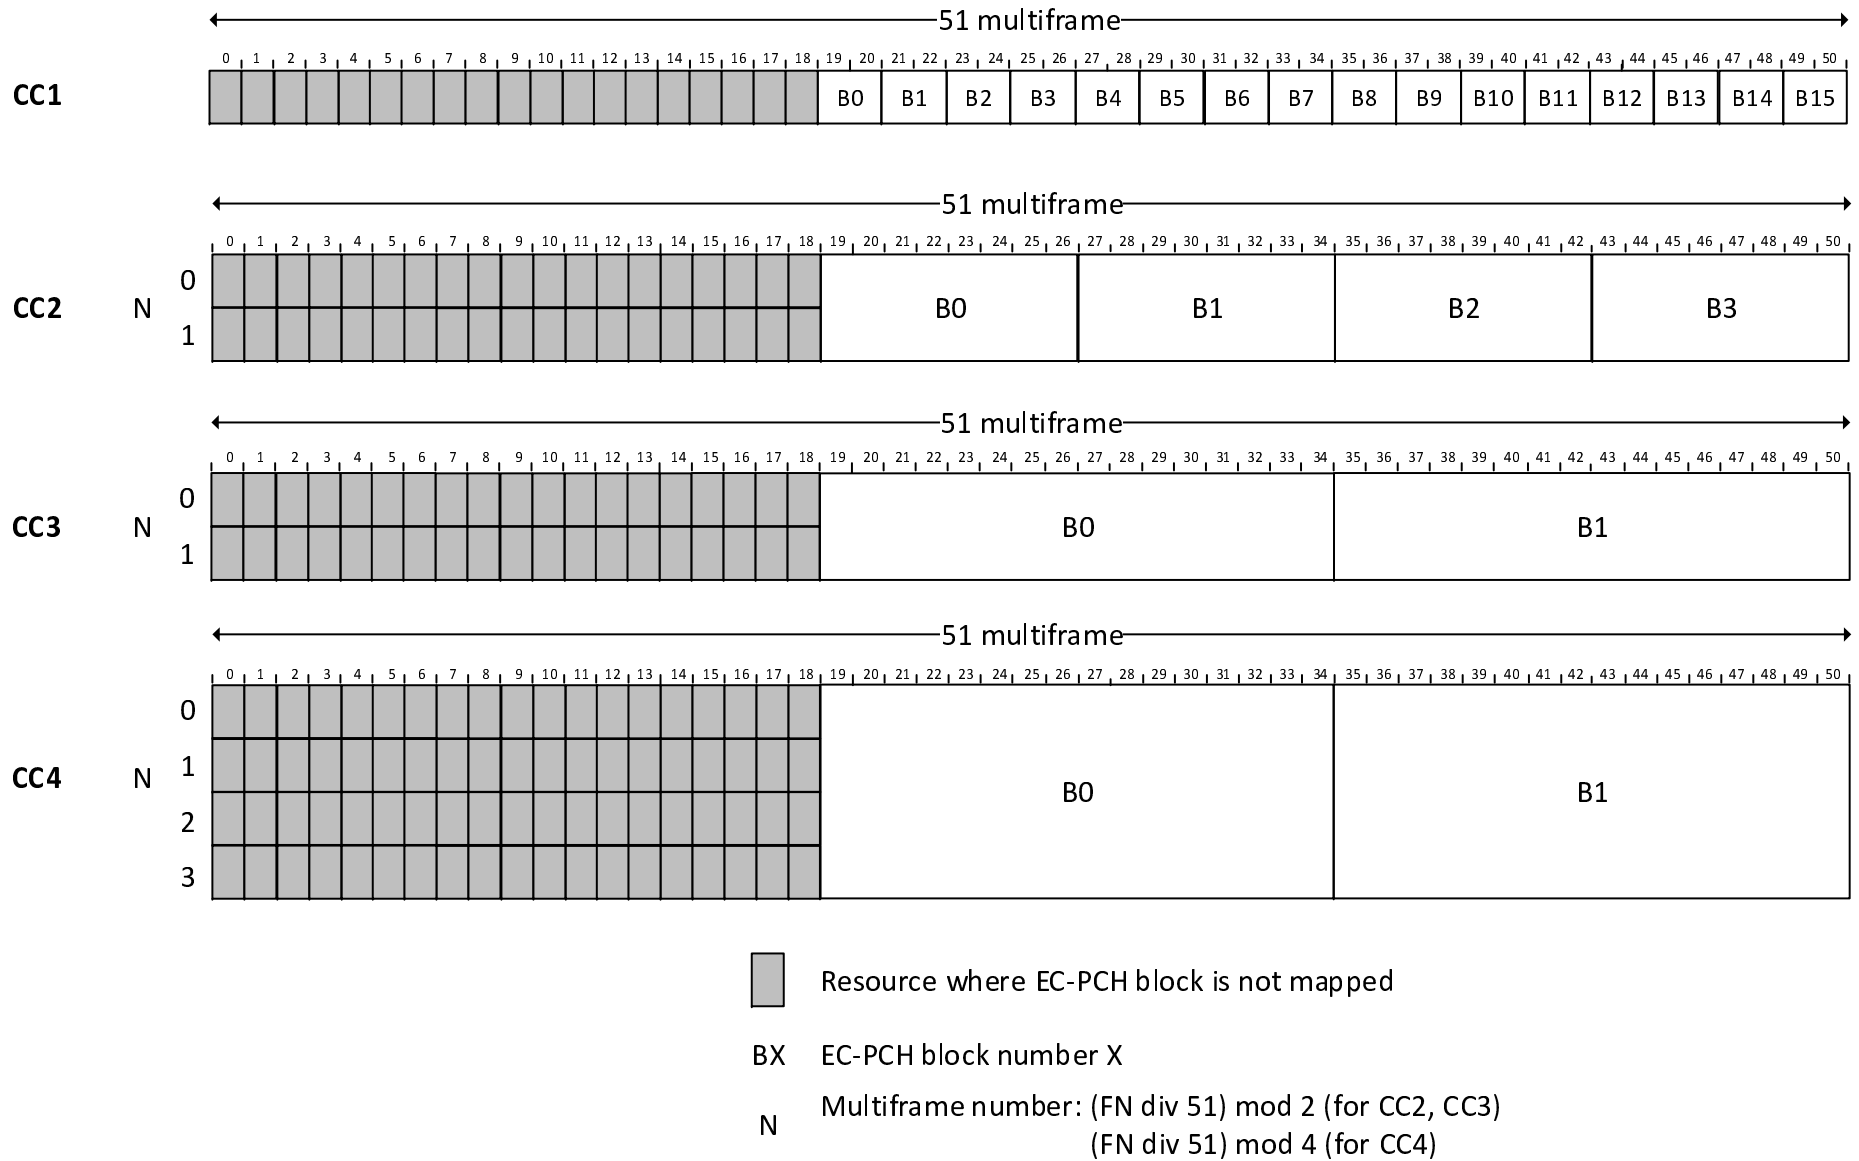 51 multiframe
0 1 2 3 4 5 6 7 8 9 10 11 12 13 14 15 16 17 18 19 20 21 22 23 24 25 26 27 28 29 30 31 32 33 34 35 36 37 38 39 40 41 42 43 44 45 46 47 48 49 50
CC1 B0 B1 B2 B3 B4 B5 B6 B7 B8 B9 B10 B11 B12 B13 B14 B15
51 multiframe
0 1 2 3 4 5 6 7 8 9 10 11 12 13 14 15 16 17 18 19 20 21 22 23 24 25 26 27 28 29 30 31 32 33 34 35 36 37 38 39 40 41 42 43 44 45 46 47 48 49 50
0
CC2 N B0 B1 B2 B3
1
51 multiframe
0 1 2 3 4 5 6 7 8 9 10 11 12 13 14 15 16 17 18 19 20 21 22 23 24 25 26 27 28 29 30 31 32 33 34 35 36 37 38 39 40 41 42 43 44 45 46 47 48 49 50
0
CC3 N B0 B1
1
51 multiframe
0 1 2 3 4 5 6 7 8 9 10 11 12 13 14 15 16 17 18 19 20 21 22 23 24 25 26 27 28 29 30 31 32 33 34 35 36 37 38 39 40 41 42 43 44 45 46 47 48 49 50
0
1
CC4 N B0 B1
2
3
Resource where EC-PCH block is not mapped
BX EC-PCH block number X
N Multiframe number: (FN div 51) mod 2 (for CC2, CC3)
(FN div 51) mod 4 (for CC4)